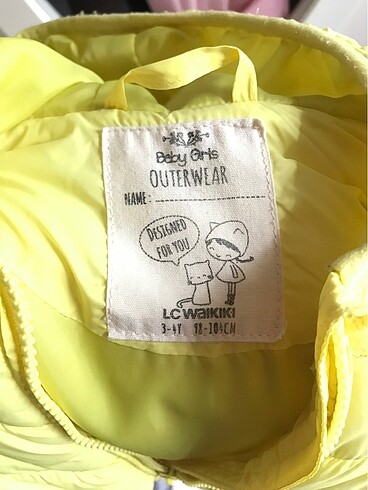 Baby Girls
OUTERWEAR
NAME:
DESIGNED
FOR YOU
LC WAIKIKI
3-4Y 98-104CM